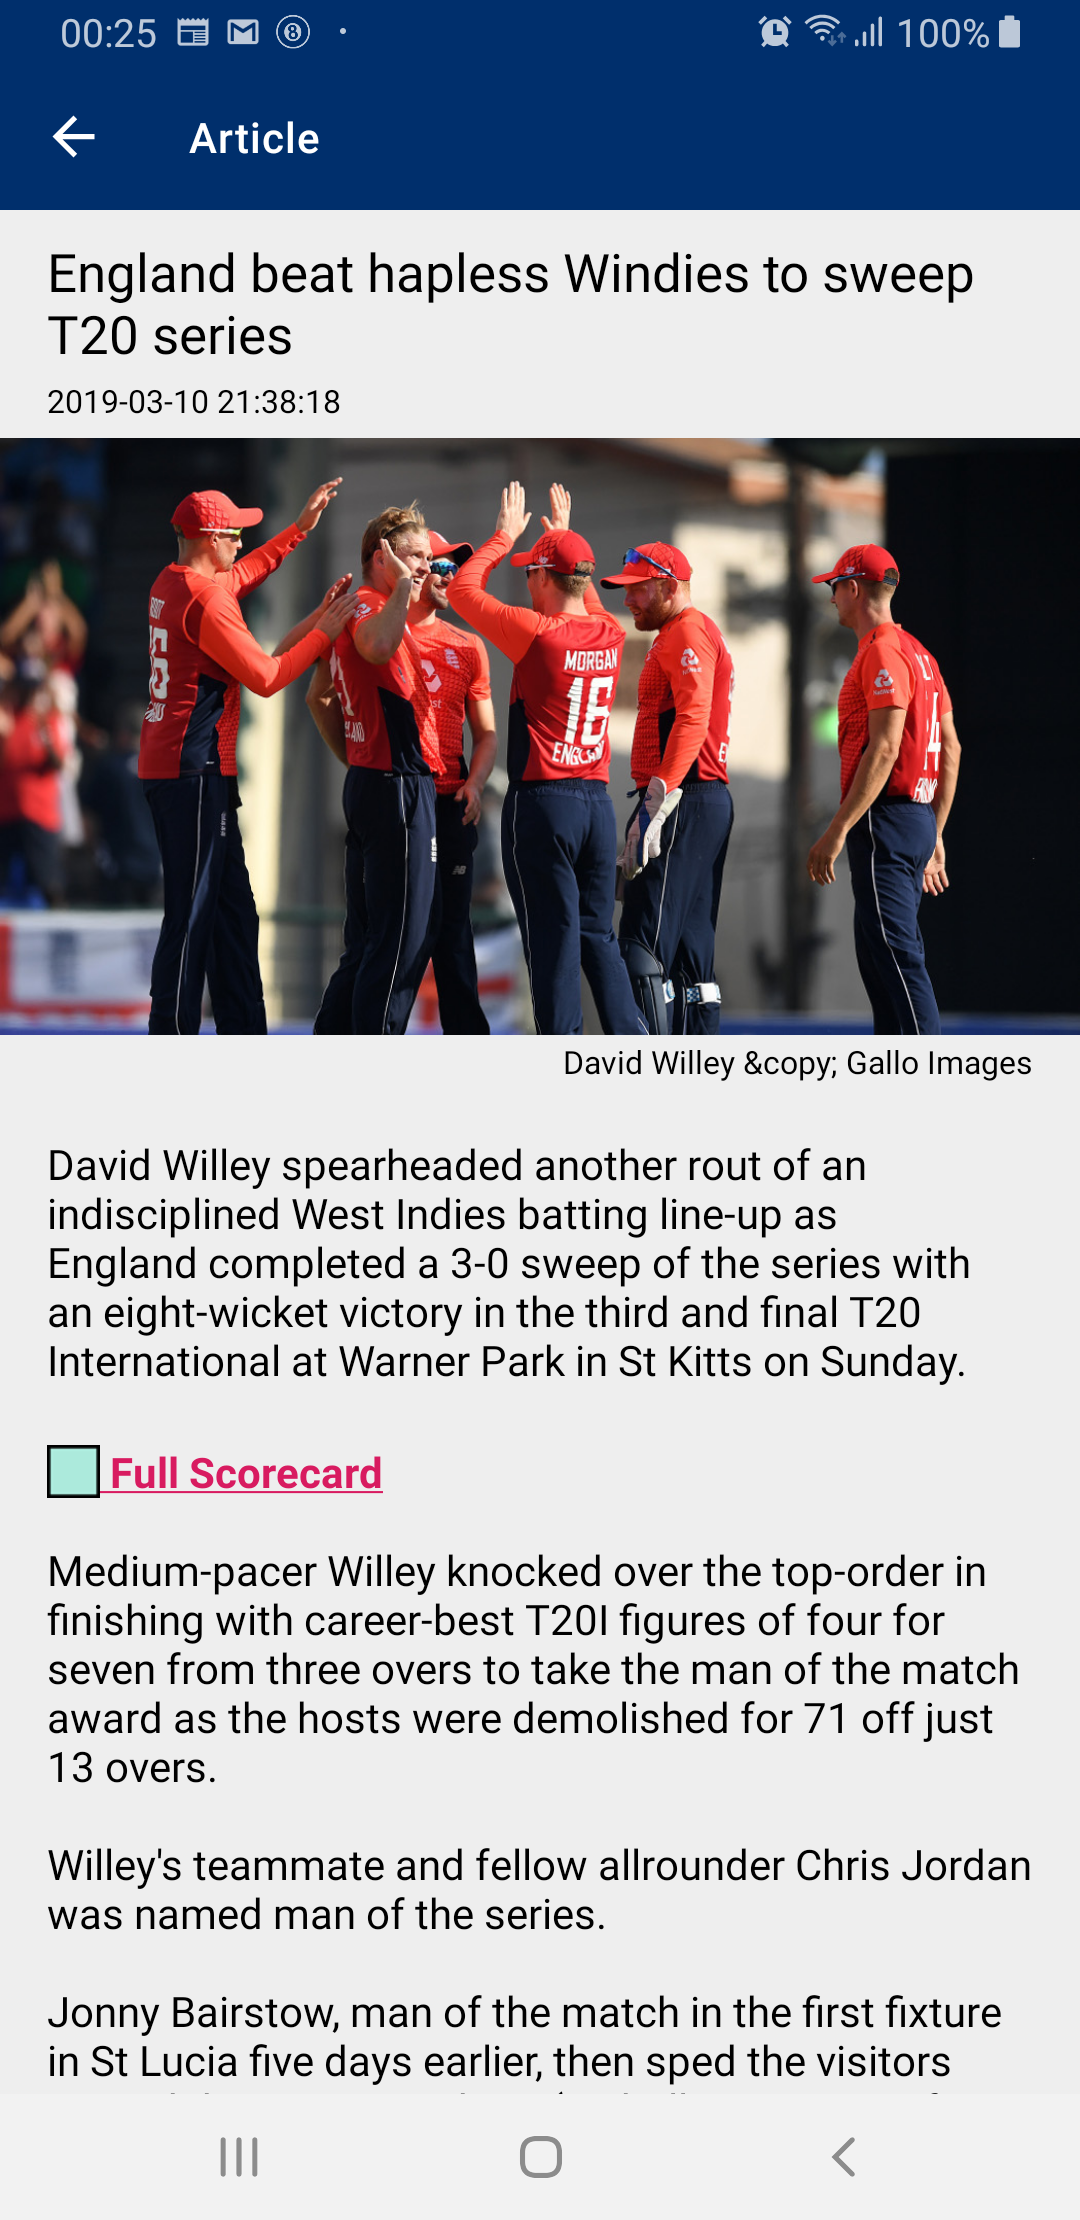 00:25
100%
Article
England beat hapless Windies to sweep
T20 series
2019-03-10 21:38:18
MORGAN
16
ENGLAND
David Willey &copy; Gallo Images
David Willey spearheaded another rout of an
indisciplined West Indies batting line-up as
England completed a 3-0 sweep of the series with
an eight-wicket victory in the third and final T20
International at Warner Park in St Kitts on Sunday.
Full Scorecard
Medium-pacer Willey knocked over the top-order in
finishing with career-best T20I figures of four for
seven from three overs to take the man of the match
award as the hosts were demolished for 71 off just
13 overs.
Willey's teammate and fellow allrounder Chris Jordan
was named man of the series.
Jonny Bairstow, man of the match in the first fixture
in St Lucia five days earlier, then sped the visitors